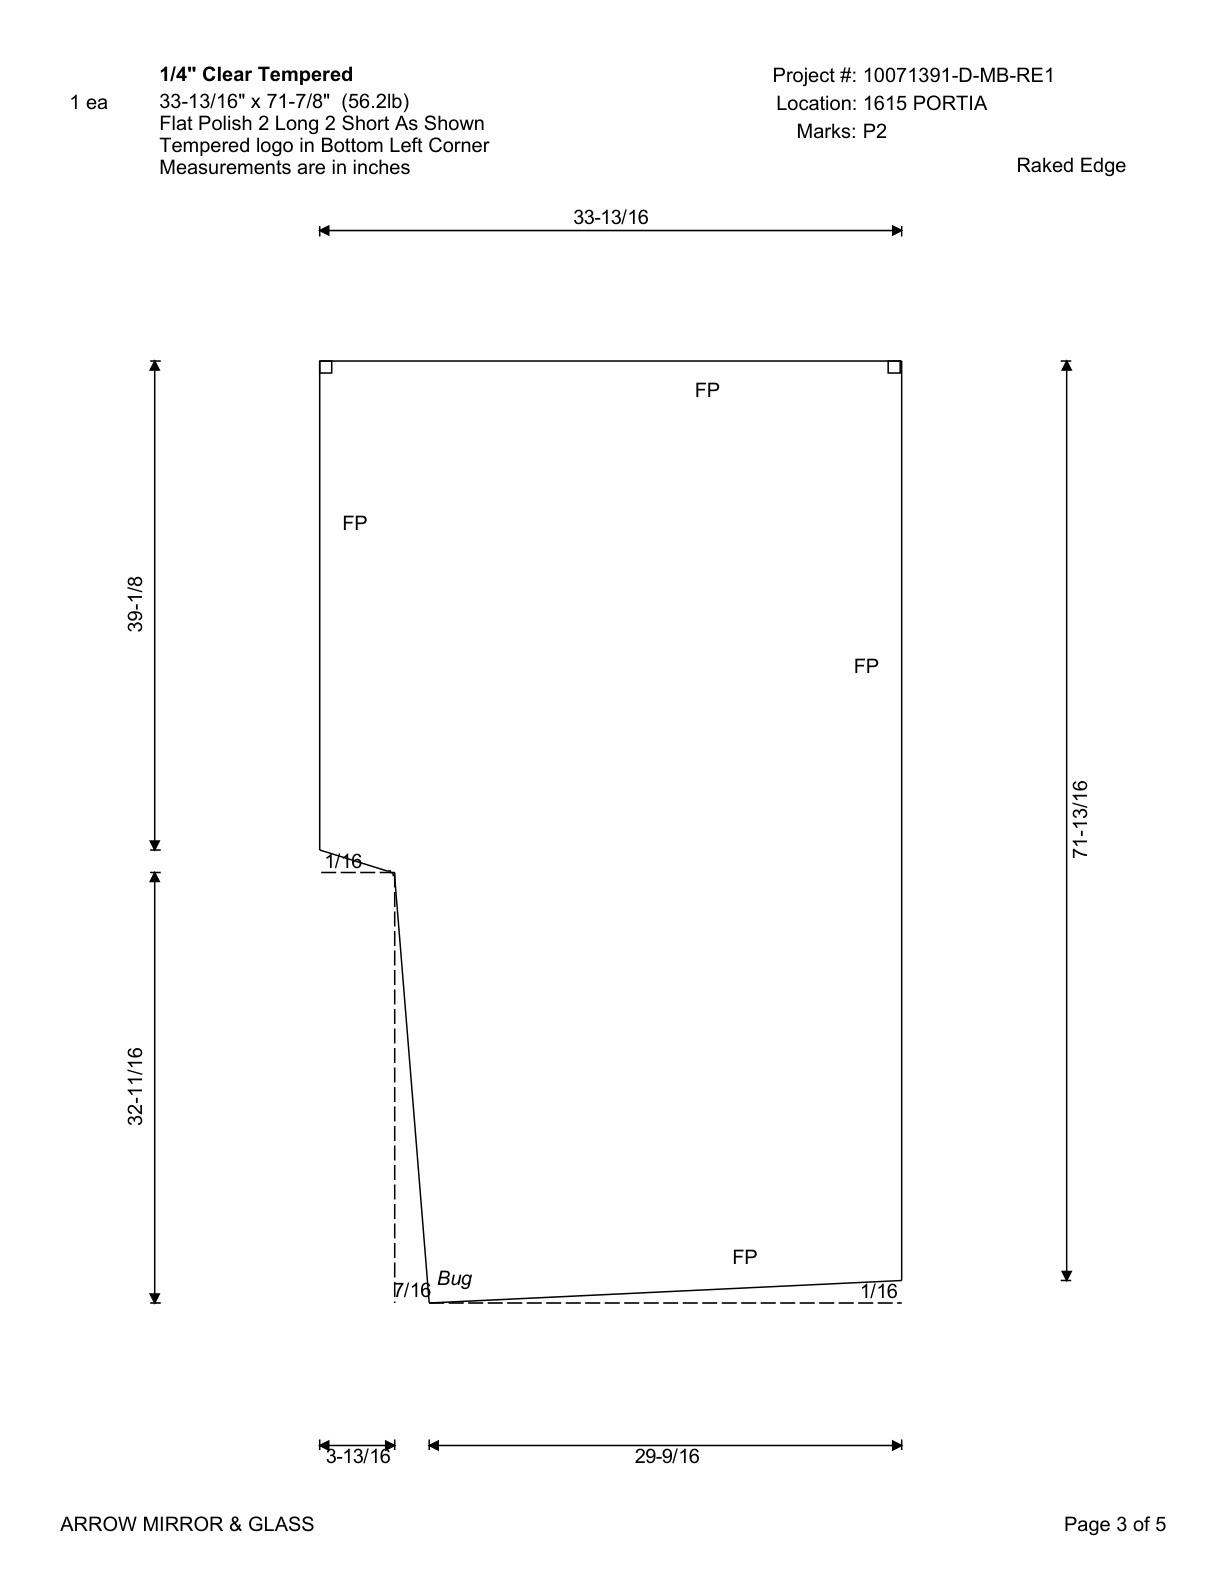 1/4" Clear Tempered
Project #: 10071391-D-MB-RE1
1 ea
33-13/16" x 71-7/8" (56.2lb)
Location: 1615 PORTIA
Flat Polish 2 Long 2 Short As Shown
Marks: P2
Tempered logo in Bottom Left Corner
Measurements are in inches
Raked Edge
33-13/16
FP
FP
39-1/8
FP
71-13/16
1/16
32-11/16
FP
Bug
7/16
1/16
3-13/16
29-9/16
ARROW MIRROR & GLASS
Page 3 of 5